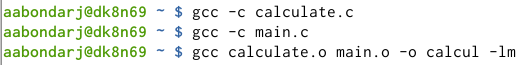 aabondarj@dk8n69 ~ $ gcc -c calculate.c
aabondarj@dk8n69 ~ $ gcc -c main.c
aabondarj@dk8n69 ~ $ gcc calculate.o main.o -o calcul -lm